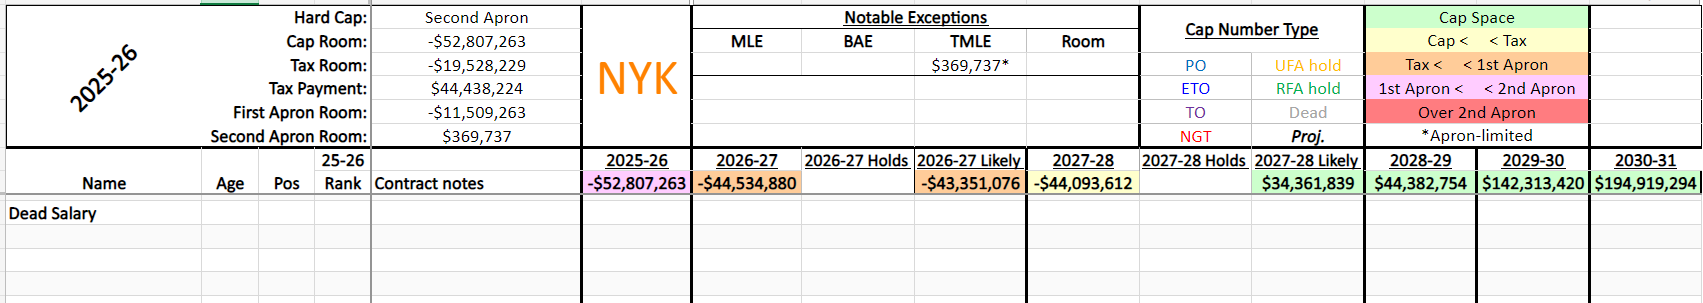 2025-26
Hard Cap: Second Apron
Cap Room: -$52,807,263
Tax Room: -$19,528,229
Tax Payment: $44,438,224
First Apron Room: -$11,509,263
Second Apron Room: $369,737
NYK
Notable Exceptions
MLE BAE TMLE Room
$369,737*
Cap Number Type
PO UFA hold
ETO RFA hold
TO Dead
NGT Proj.
Cap Space
Cap < < Tax
Tax < < 1st Apron
1st Apron < < 2nd Apron
Over 2nd Apron
*Apron-limited
25-26 2025-26 2026-27 2026-27 Holds 2026-27 Likely 2027-28 2027-28 Holds 2027-28 Likely 2028-29 2029-30 2030-31
Name Age Pos Rank Contract notes -$52,807,263 -$44,534,880 -$43,351,076 -$44,093,612 $34,361,839 $44,382,754 $142,313,420 $194,919,294
Dead Salary